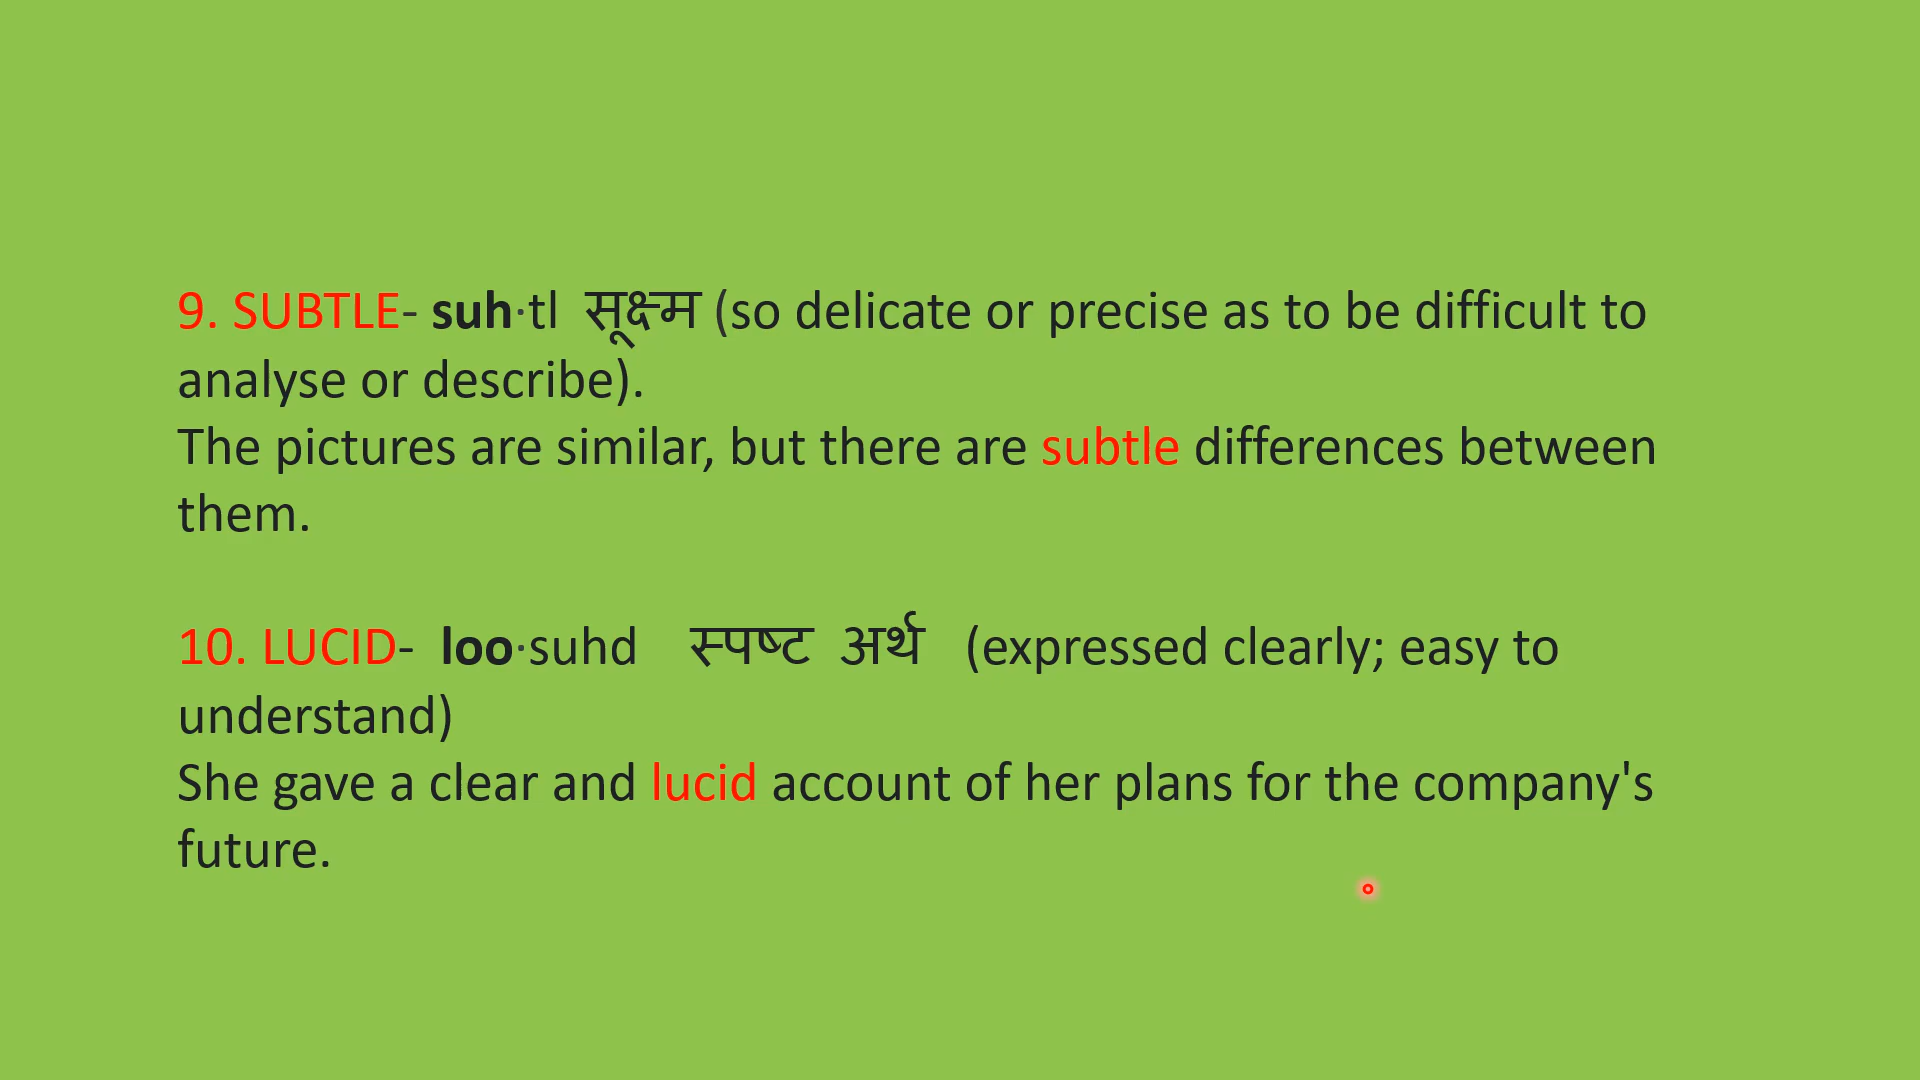 9. SUBTLE- suh·tl सूक्ष्म (so delicate or precise as to be difficult to
analyse or describe).
The pictures are similar, but there are subtle differences between
them.
10. LUCID- loo·suhd स्पष्ट अर्थ (expressed clearly; easy to
understand)
She gave a clear and lucid account of her plans for the company's
future.